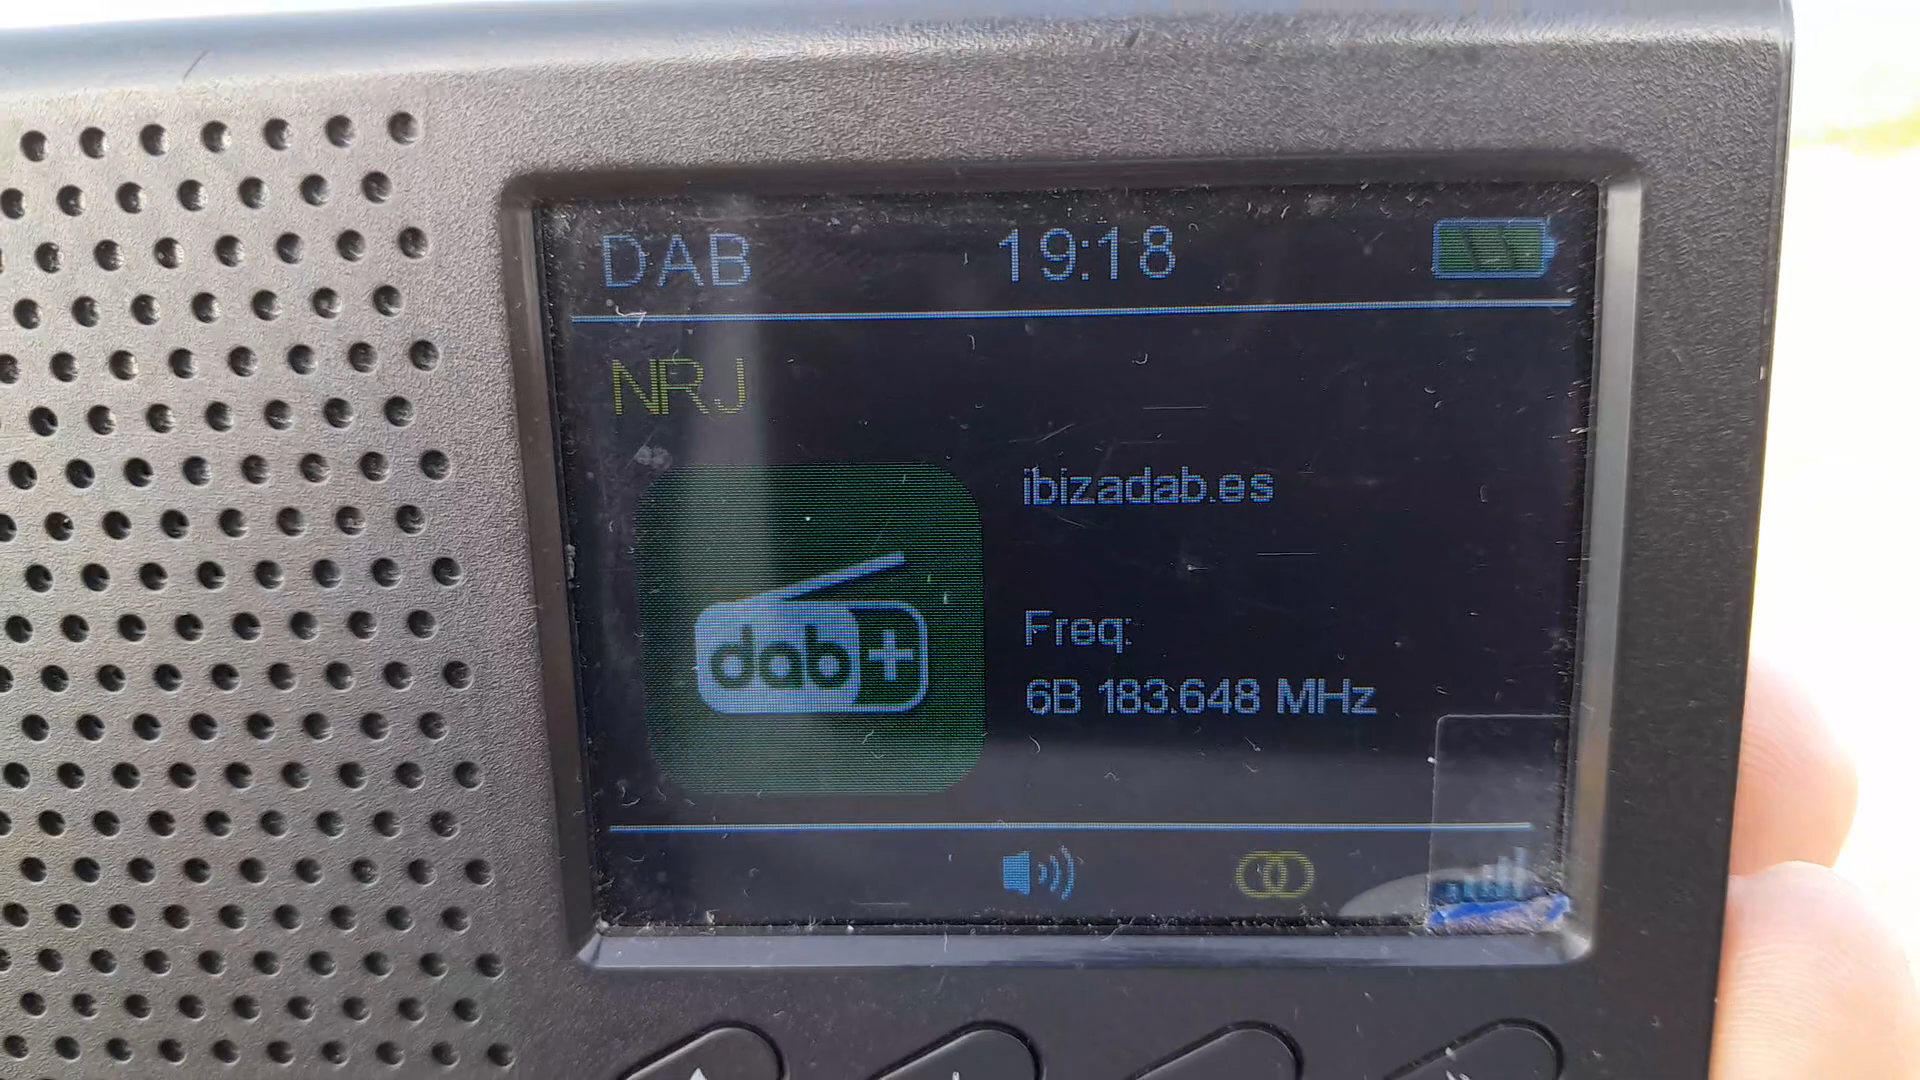 DAB 19:18
NRJ
ibizadab.es
dab+
Freq:
6B 183.648 MHz